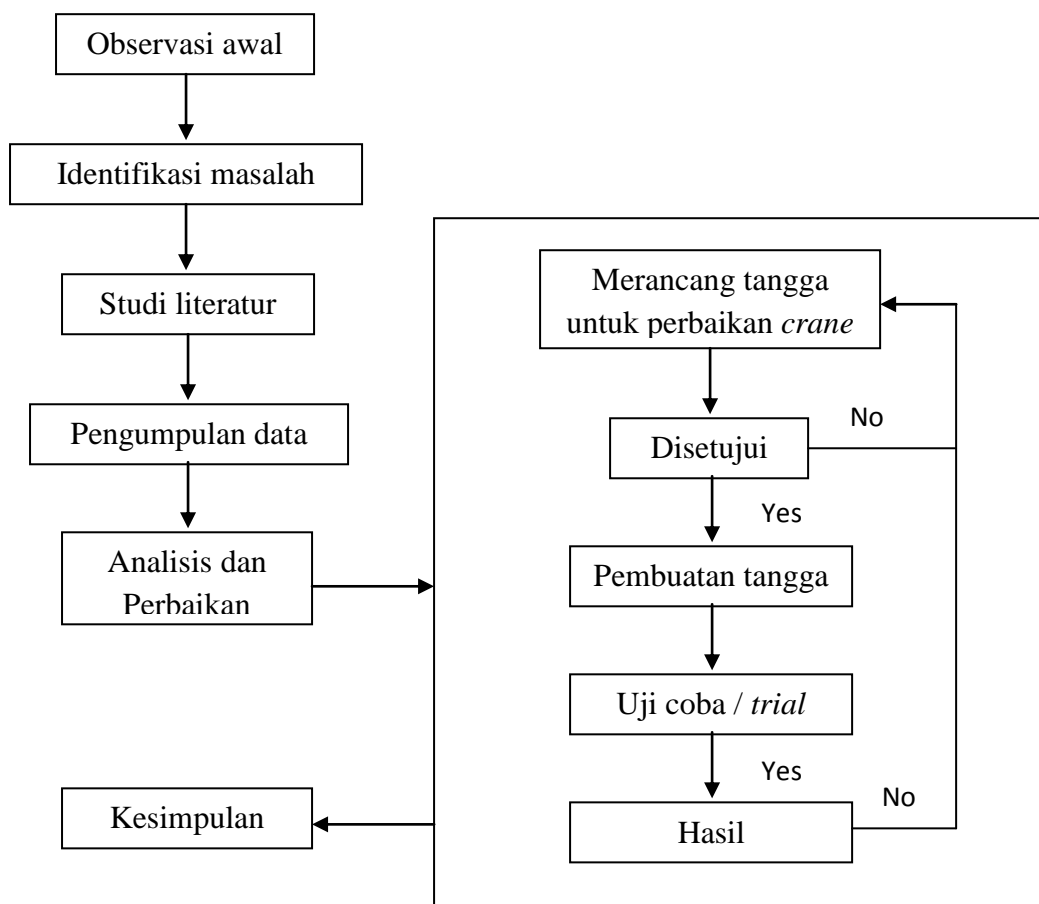 Observasi awal
Identifikasi masalah
Studi literatur
Pengumpulan data
Analisis dan
Perbaikan
Kesimpulan
Merancang tangga
untuk perbaikan crane
Disetujui
No
Yes
Pembuatan tangga
Uji coba / trial
Yes
No
Hasil